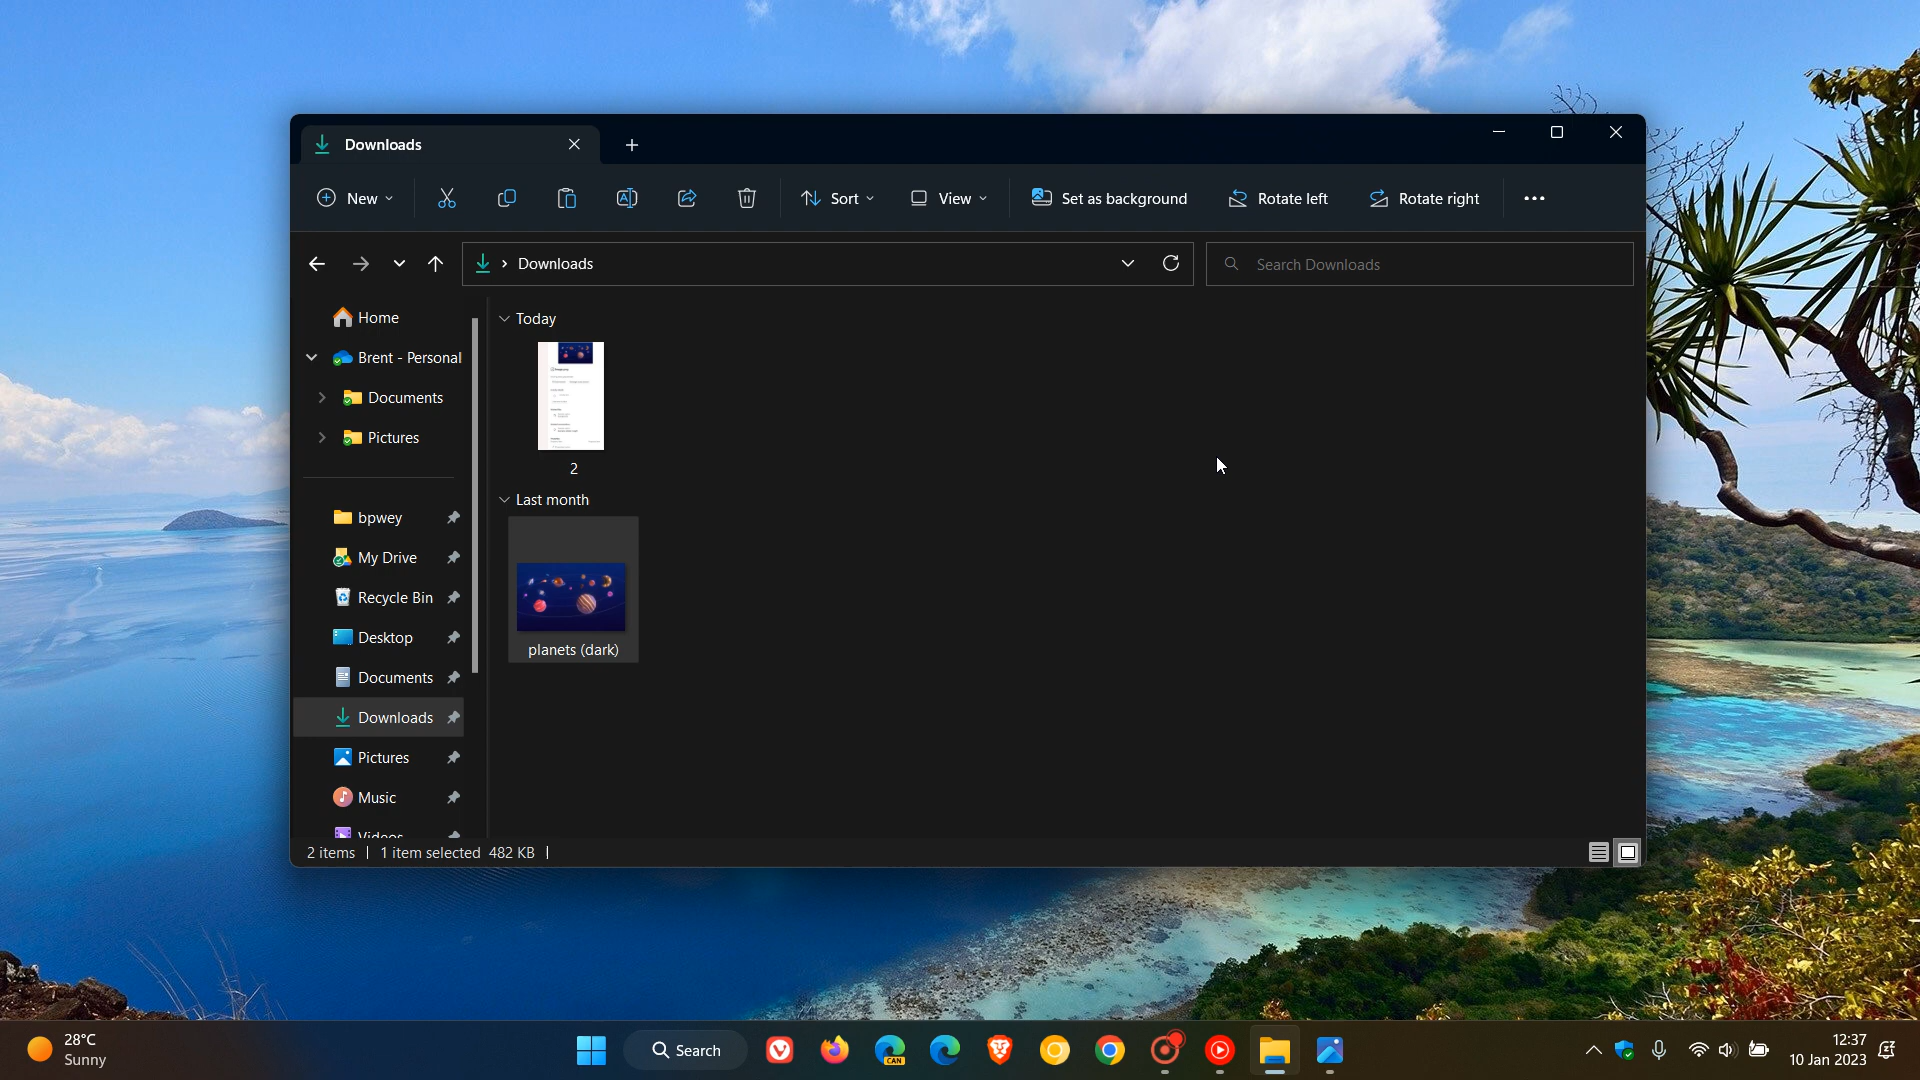 Downloads
New
Sort
View
Set as background
Rotate left
Rotate right
Downloads
Search Downloads
Home
Brent - Personal
Documents
Pictures
bpwey
My Drive
Recycle Bin
Desktop
Documents
Downloads
Pictures
Music
Videos
Today
2
Last month
planets (dark)
2 items
1 item selected 482 KB
28°C
Sunny
Search
CAN
12:37
10 Jan 2023